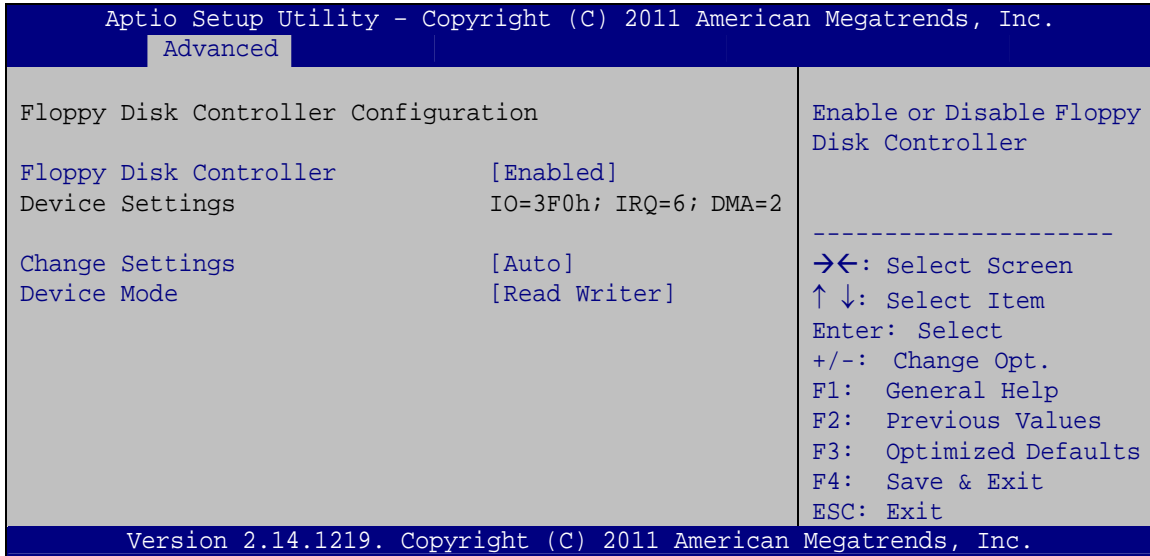 Aptio Setup Utility – Copyright (C) 2011 American Megatrends, Inc.
Advanced
Floppy Disk Controller Configuration
Floppy Disk Controller [Enabled]
Device Settings IO=3F0h; IRQ=6; DMA=2
Change Settings [Auto]
Device Mode [Read Writer]
Enable or Disable Floppy
Disk Controller
---------------------
→←: Select Screen
↑ ↓: Select Item
Enter: Select
+/-: Change Opt.
F1: General Help
F2: Previous Values
F3: Optimized Defaults
F4: Save & Exit
ESC: Exit
Version 2.14.1219. Copyright (C) 2011 American Megatrends, Inc.